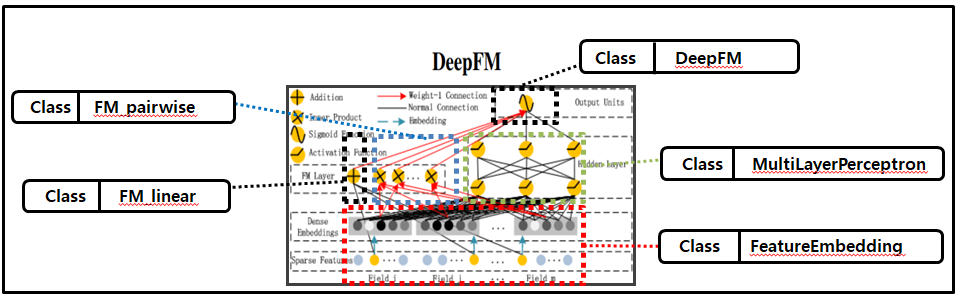 DeepFM
Class DeepFM
Class FM_pairwise
Class FM_linear
Class MultiLayerPerceptron
Class FeatureEmbedding
Addition
Inner Product
Sigmoid Function
Activation Function
Weight-1 Connection
Normal Connection
Embedding
Output Units
Hidden Layer
FM Layer
Dense
Embeddings
...
Sparse Features
...
Field i
Field j
...
Field m